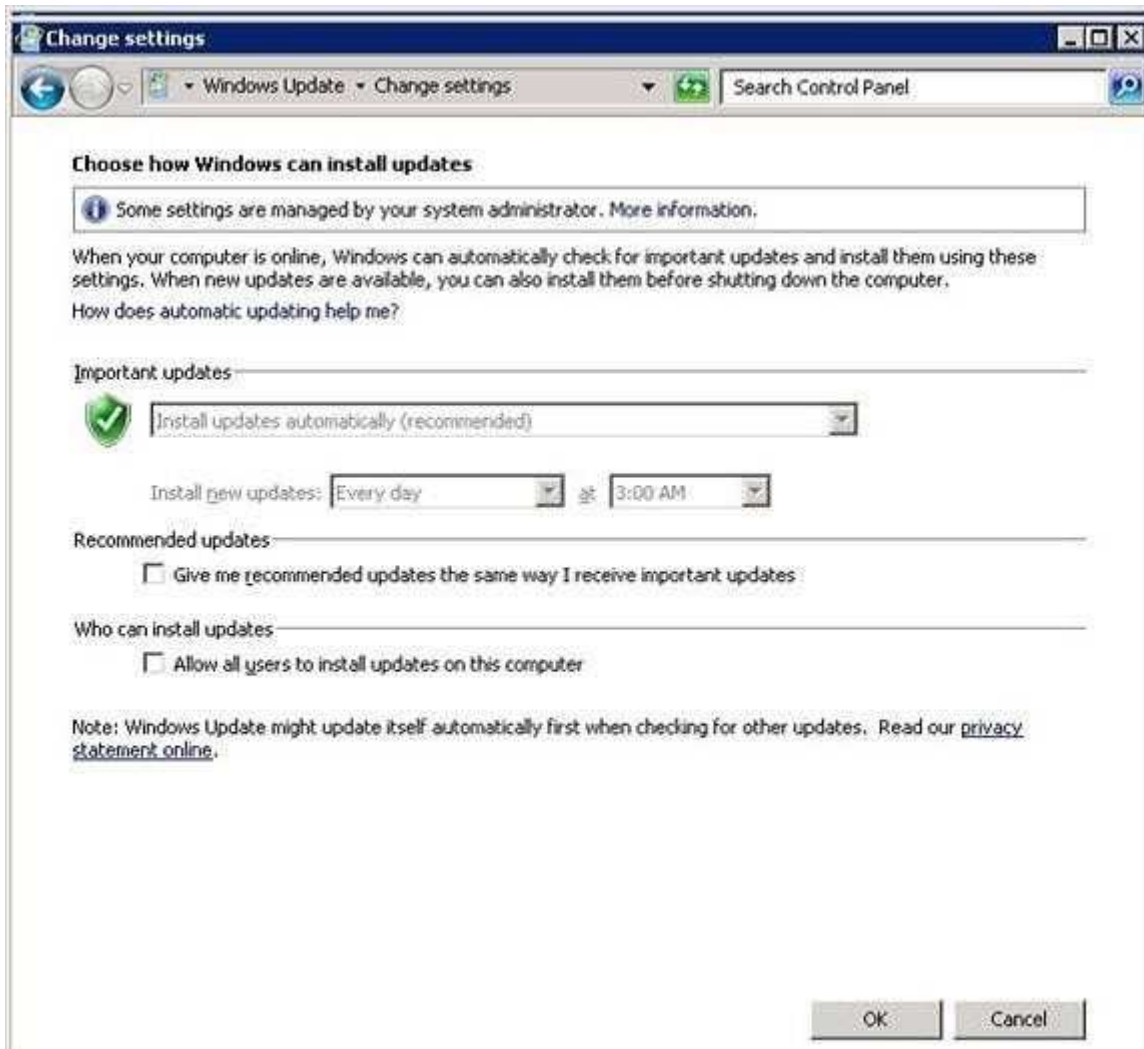 Change settings
Windows Update Change settings
Search Control Panel
Choose how Windows can install updates
Some settings are managed by your system administrator. More information.
When your computer is online, Windows can automatically check for important updates and install them using these
settings. When new updates are available, you can also install them before shutting down the computer.
How does automatic updating help me?
Important updates
Install updates automatically (recommended)
Install new updates: Every day at 3:00 AM
Recommended updates
Give me recommended updates the same way I receive important updates
Who can install updates
Allow all users to install updates on this computer
Note: Windows Update might update itself automatically first when checking for other updates. Read our privacy
statement online.
OK Cancel